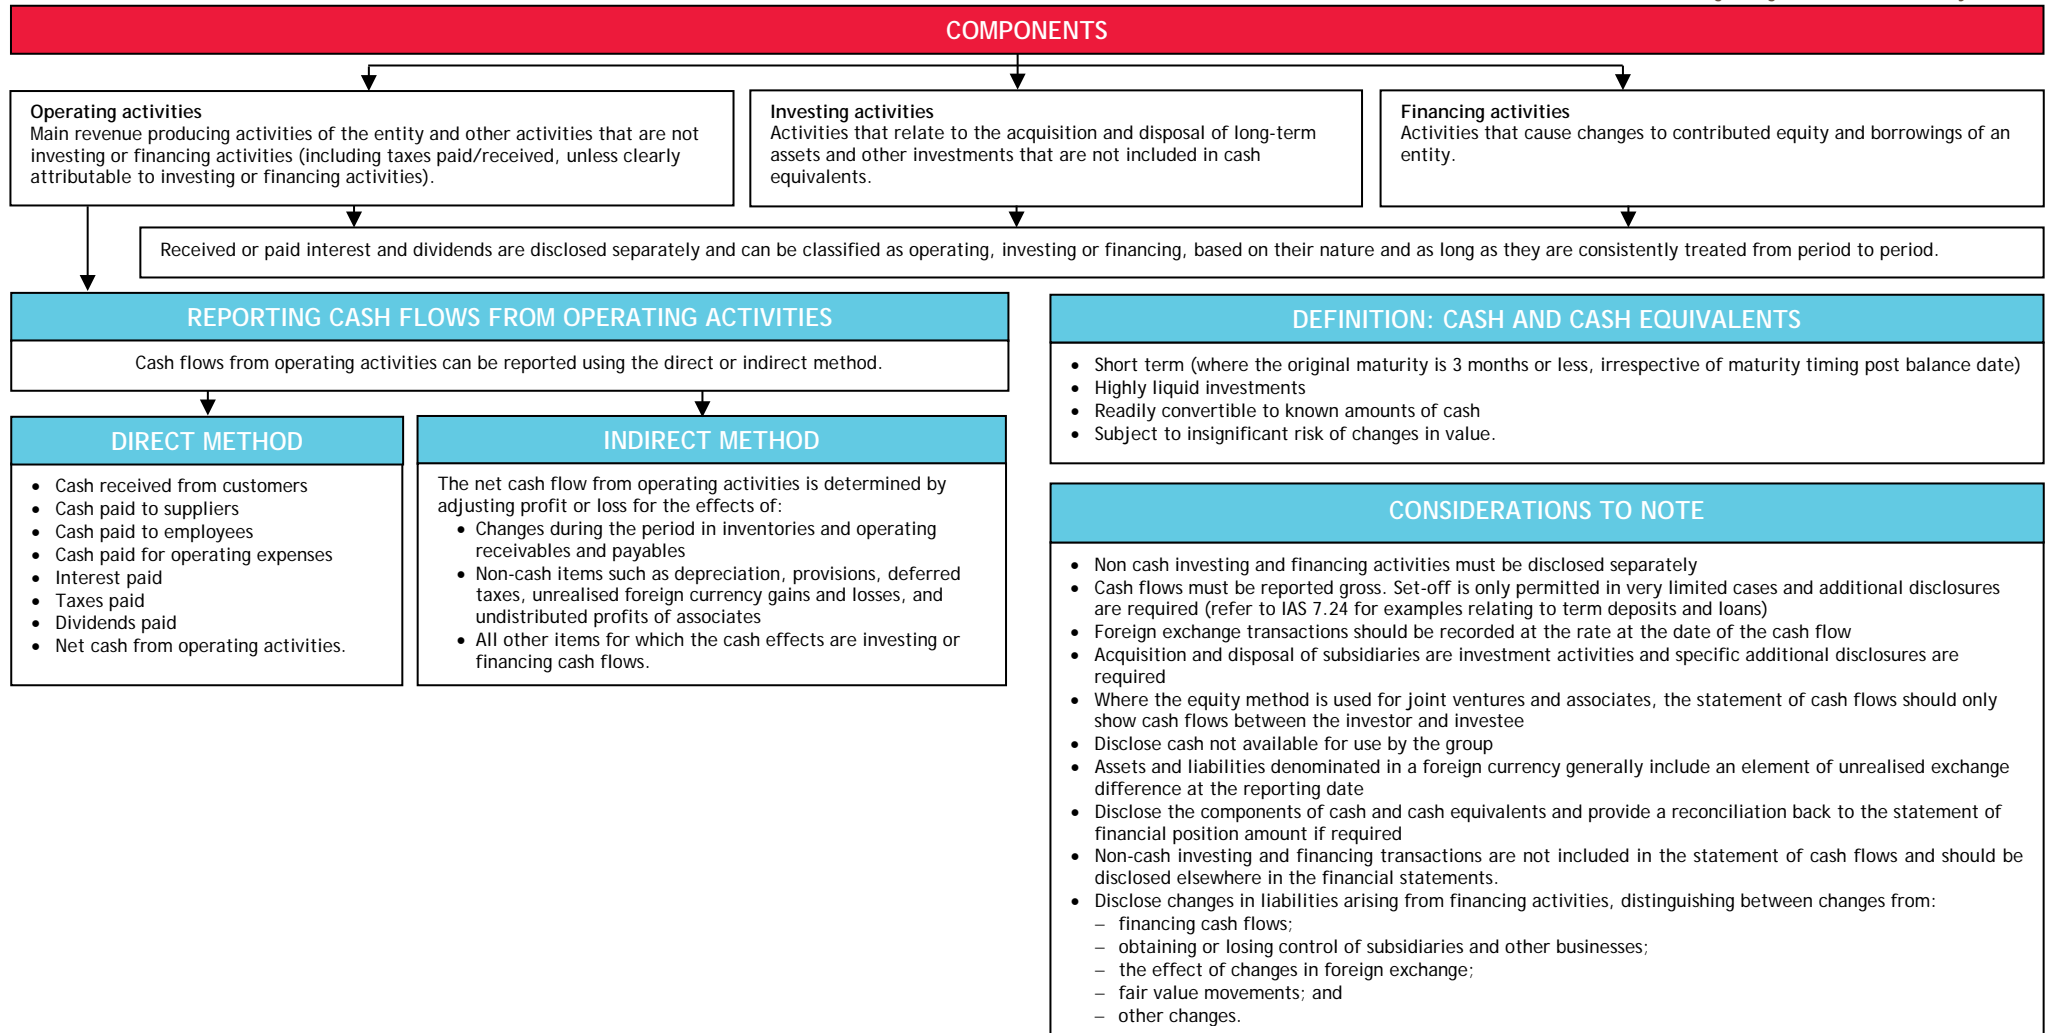 COMPONENTS
Operating activities
Main revenue producing activities of the entity and other activities that are not
investing or financing activities (including taxes paid/received, unless clearly
attributable to investing or financing activities).
Investing activities
Activities that relate to the acquisition and disposal of long-term
assets and other investments that are not included in cash
equivalents.
Financing activities
Activities that cause changes to contributed equity and borrowings of an
entity.
Received or paid interest and dividends are disclosed separately and can be classified as operating, investing or financing, based on their nature and as long as they are consistently treated from period to period.
REPORTING CASH FLOWS FROM OPERATING ACTIVITIES
Cash flows from operating activities can be reported using the direct or indirect method.
DIRECT METHOD
• Cash received from customers
• Cash paid to suppliers
• Cash paid to employees
• Cash paid for operating expenses
• Interest paid
• Taxes paid
• Dividends paid
• Net cash from operating activities.
INDIRECT METHOD
The net cash flow from operating activities is determined by
adjusting profit or loss for the effects of:
• Changes during the period in inventories and operating
receivables and payables
• Non-cash items such as depreciation, provisions, deferred
taxes, unrealised foreign currency gains and losses, and
undistributed profits of associates
• All other items for which the cash effects are investing or
financing cash flows.
DEFINITION: CASH AND CASH EQUIVALENTS
• Short term (where the original maturity is 3 months or less, irrespective of maturity timing post balance date)
• Highly liquid investments
• Readily convertible to known amounts of cash
• Subject to insignificant risk of changes in value.
CONSIDERATIONS TO NOTE
• Non cash investing and financing activities must be disclosed separately
• Cash flows must be reported gross. Set-off is only permitted in very limited cases and additional disclosures
are required (refer to IAS 7.24 for examples relating to term deposits and loans)
• Foreign exchange transactions should be recorded at the rate at the date of the cash flow
• Acquisition and disposal of subsidiaries are investment activities and specific additional disclosures are
required
• Where the equity method is used for joint ventures and associates, the statement of cash flows should only
show cash flows between the investor and investee
• Disclose cash not available for use by the group
• Assets and liabilities denominated in a foreign currency generally include an element of unrealised exchange
difference at the reporting date
• Disclose the components of cash and cash equivalents and provide a reconciliation back to the statement of
financial position amount if required
• Non-cash investing and financing transactions are not included in the statement of cash flows and should be
disclosed elsewhere in the financial statements.
• Disclose changes in liabilities arising from financing activities, distinguishing between changes from:
− financing cash flows;
− obtaining or losing control of subsidiaries and other businesses;
− the effect of changes in foreign exchange;
− fair value movements; and
− other changes.